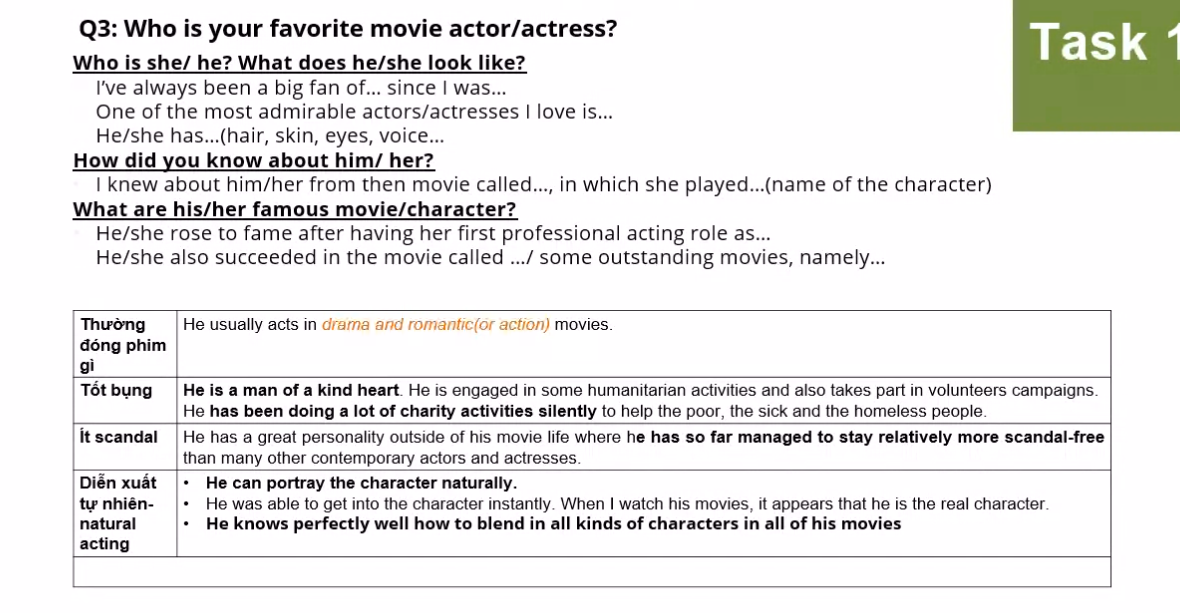 Q3: Who is your favorite movie actor/actress?
Task 1
Who is she/ he? What does he/she look like?
I've always been a big fan of... since I was...
One of the most admirable actors/actresses I love is...
He/she has...(hair, skin, eyes, voice...
How did you know about him/ her?
I knew about him/her from then movie called..., in which she played...(name of the character)
What are his/her famous movie/character?
He/she rose to fame after having her first professional acting role as...
He/she also succeeded in the movie called .../ some outstanding movies, namely...
Thường
đóng phim
gì
He usually acts in drama and romantic(or action) movies.
Tốt bụng
He is a man of a kind heart. He is engaged in some humanitarian activities and also takes part in volunteers campaigns.
He has been doing a lot of charity activities silently to help the poor, the sick and the homeless people.
Ít scandal
He has a great personality outside of his movie life where he has so far managed to stay relatively more scandal-free
than many other contemporary actors and actresses.
Diễn xuất
tự nhiên-
natural
acting
• He can portray the character naturally.
• He was able to get into the character instantly. When I watch his movies, it appears that he is the real character.
• He knows perfectly well how to blend in all kinds of characters in all of his movies